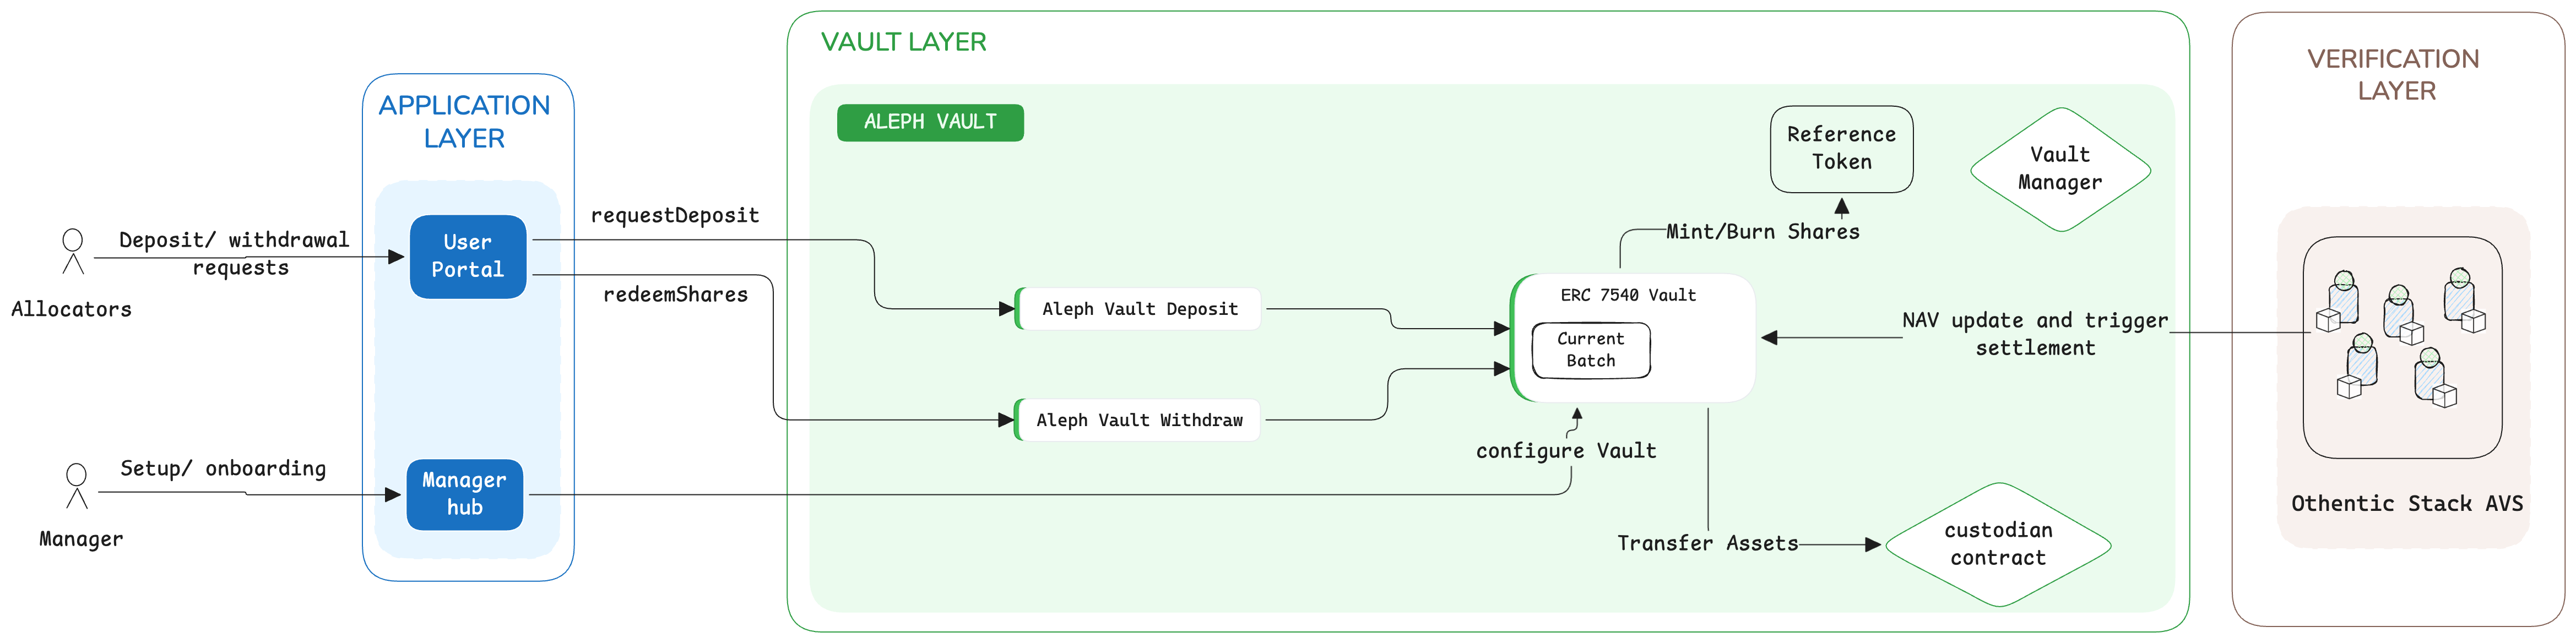 VAULT LAYER
VERIFICATION
LAYER
APPLICATION
LAYER
ALEPH VAULT
Reference
Token
Vault
Manager
requestDeposit
User
Portal
Deposit/ withdrawal
requests
Mint/Burn Shares
redeemShares
Allocators
Aleph Vault Deposit
ERC 7540 Vault
Current
Batch
NAV update and trigger
settlement
Aleph Vault Withdraw
configure Vault
Setup/ onboarding
Manager
hub
Manager
Transfer Assets
custodian
contract
Othentic Stack AVS